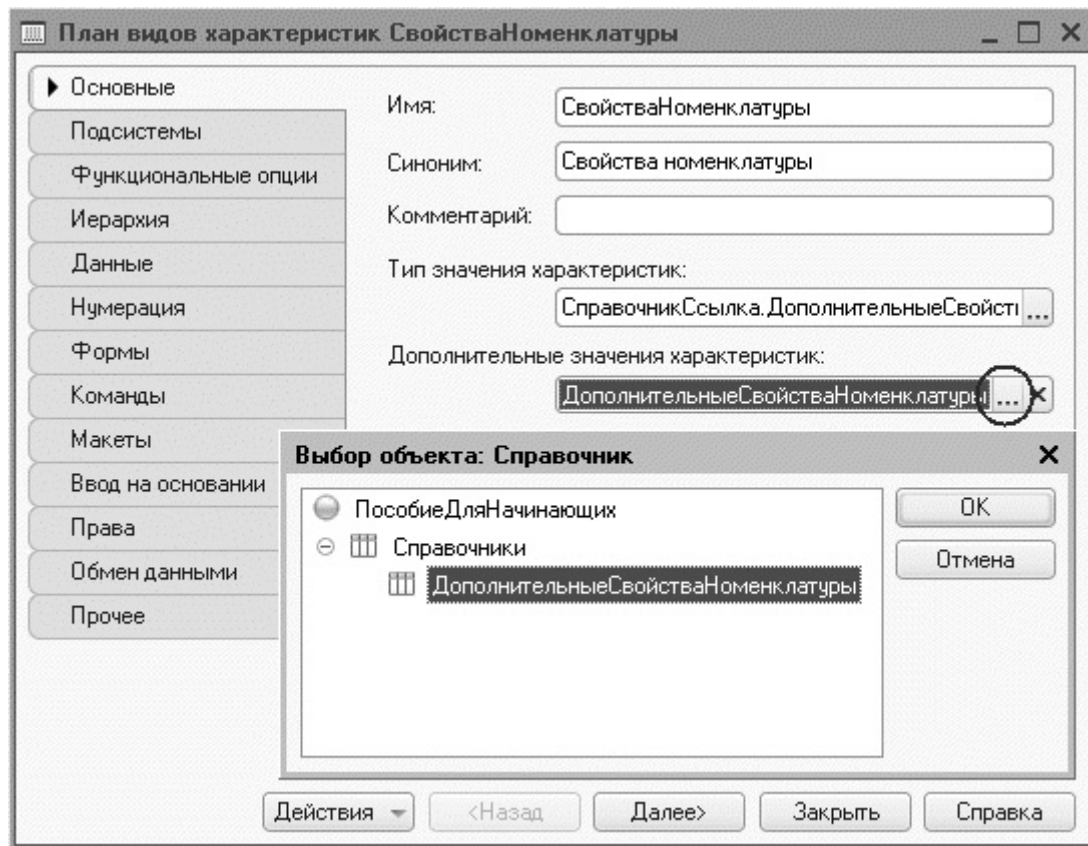 План видов характеристик СвойстваНоменклатуры
Основные
Подсистемы
Функциональные опции
Иерархия
Данные
Нумерация
Формы
Команды
Макеты
Ввод на основании
Права
Обмен данными
Прочее
Имя: СвойстваНоменклатуры
Синоним: Свойства номенклатуры
Комментарий:
Тип значения характеристик:
СправочникСсылка.ДополнительныеСвойст ...
Дополнительные значения характеристик:
ДополнительныеСвойстваНоменклатуры ...
Выбор объекта: Справочник
ПособиеДляНачинающих
Справочники
ДополнительныеСвойстваНоменклатуры
OK
Отмена
Действия <Назад Далее> Закрыть Справка